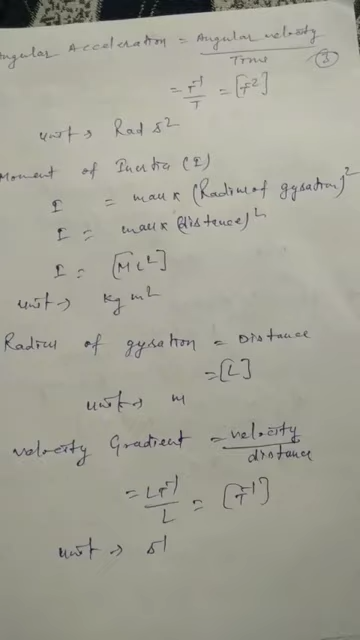 Angular Acceleration = Angular velocity / Time
③
= T⁻¹ / T = [T⁻²]
unit → Rad s⁻²
Moment of Inertia (I)
I = mass x (Radius of gyration)²
I = mass x (distance)²
I = [ML²]
unit → kg m²
Radius of gyration = Distance
= [L]
unit → m
velocity Gradient = velocity / distance
= LT⁻¹ / L = [T⁻¹]
unit → s⁻¹